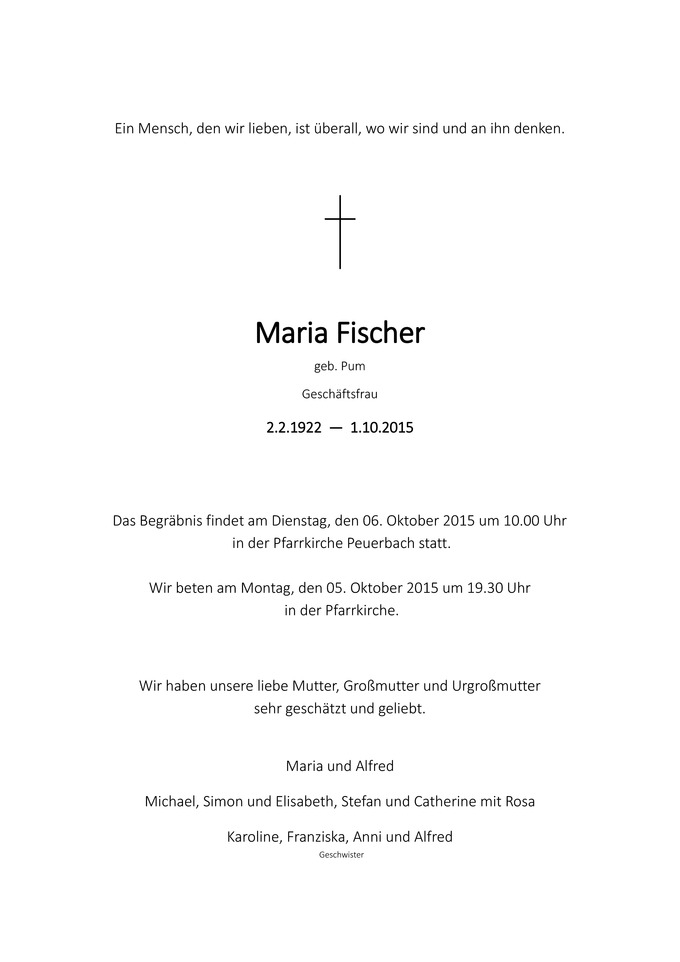 Ein Mensch, den wir lieben, ist überall, wo wir sind und an ihn denken.
Maria Fischer
geb. Pum
Geschäftsfrau
2.2.1922 — 1.10.2015
Das Begräbnis findet am Dienstag, den 06. Oktober 2015 um 10.00 Uhr
in der Pfarrkirche Peuerbach statt.
Wir beten am Montag, den 05. Oktober 2015 um 19.30 Uhr
in der Pfarrkirche.
Wir haben unsere liebe Mutter, Großmutter und Urgroßmutter
sehr geschätzt und geliebt.
Maria und Alfred
Michael, Simon und Elisabeth, Stefan und Catherine mit Rosa
Karoline, Franziska, Anni und Alfred
Geschwister